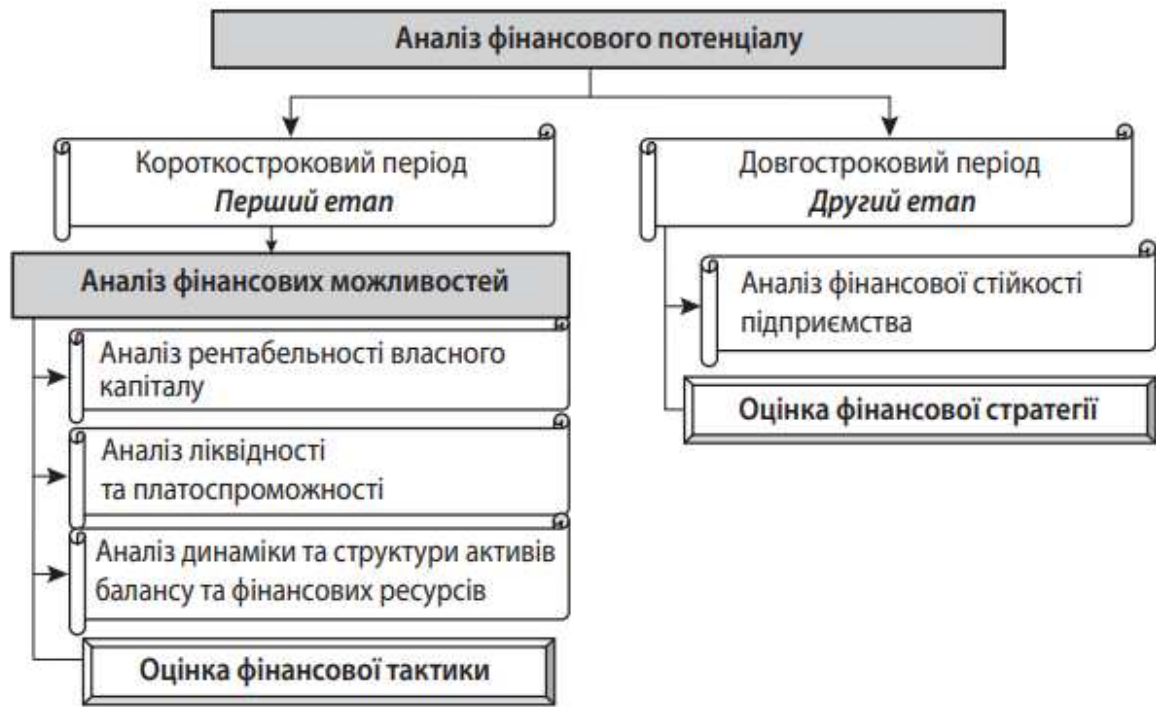 Аналіз фінансового потенціалу
Короткостроковий період
Перший етап
Аналіз фінансових можливостей
Аналіз рентабельності власного
капіталу
Аналіз ліквідності
та платоспроможності
Аналіз динаміки та структури активів
балансу та фінансових ресурсів
Оцінка фінансової тактики
Довгостроковий період
Другий етап
Аналіз фінансової стійкості
підприємства
Оцінка фінансової стратегії